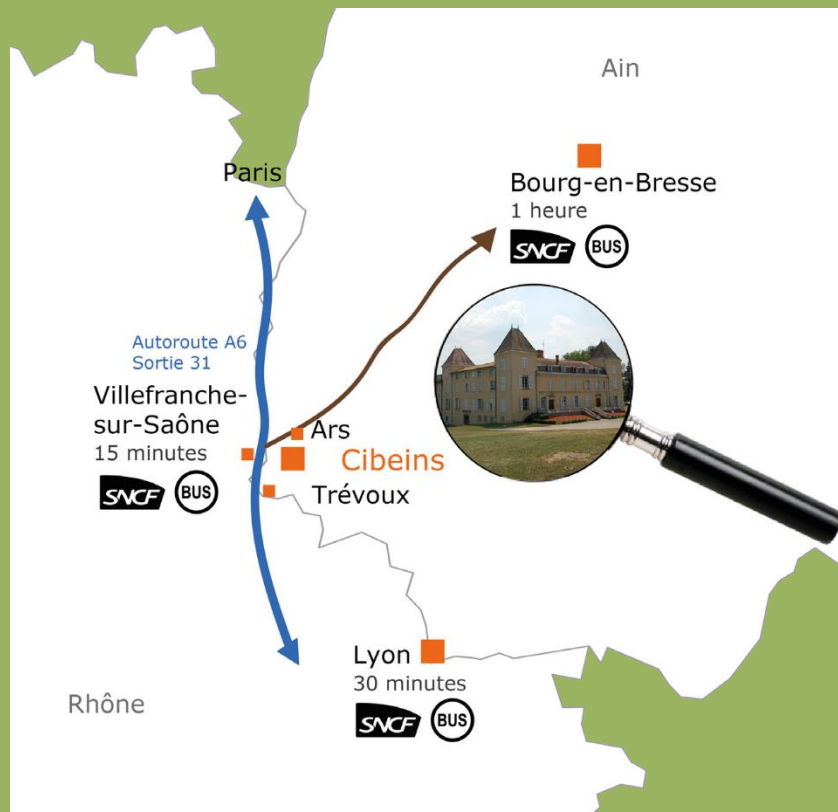 Ain
Paris
Bourg-en-Bresse
1 heure
SNCF BUS
Autoroute A6
Sortie 31
Villefranche-
sur-Saône
15 minutes
SNCF BUS
Ars
Cibeins
Trévoux
Lyon
30 minutes
SNCF BUS
Rhône